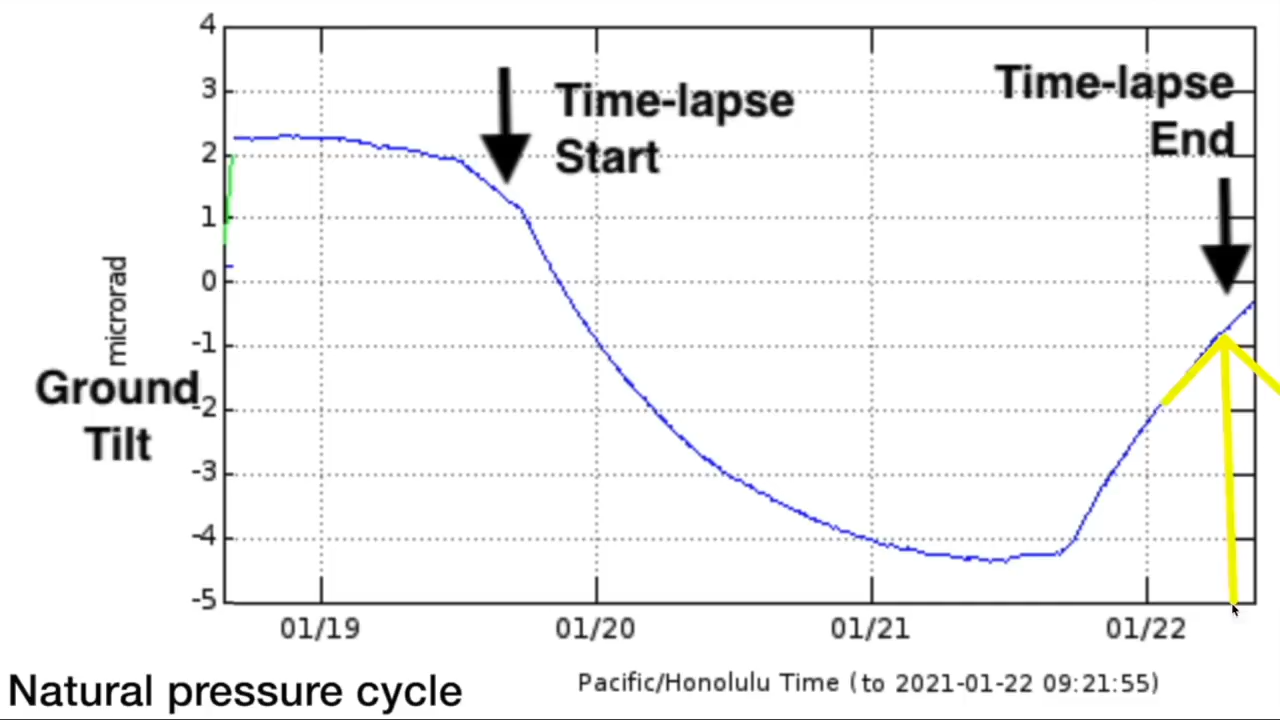 4
3
2
1
0
-1
-2
-3
-4
-5
microrad
Ground
Tilt
Time-lapse
Start
Time-lapse
End
01/19 01/20 01/21 01/22
Pacific/Honolulu Time (to 2021-01-22 09:21:55)
Natural pressure cycle